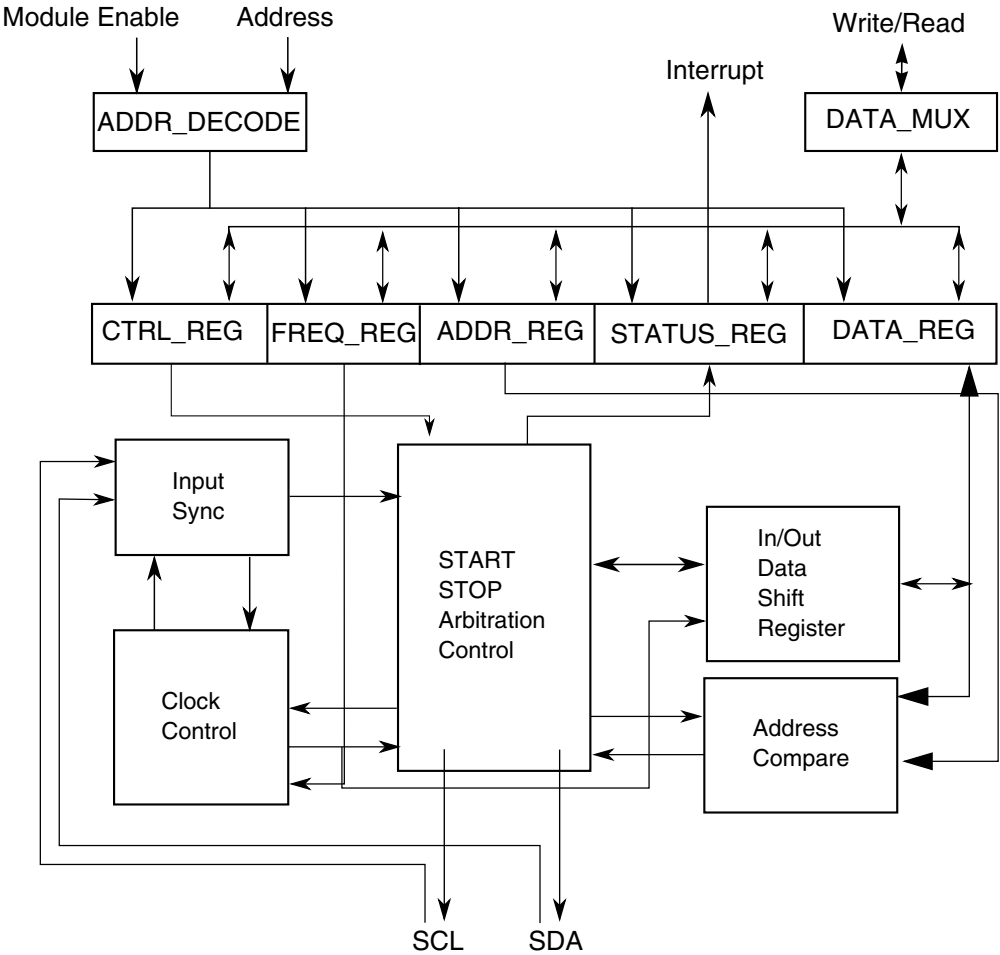 Module Enable
Address
Write/Read
Interrupt
ADDR_DECODE
DATA_MUX
CTRL_REG
FREQ_REG
ADDR_REG
STATUS_REG
DATA_REG
Input
Sync
START
STOP
Arbitration
Control
In/Out
Data
Shift
Register
Clock
Control
Address
Compare
SCL
SDA